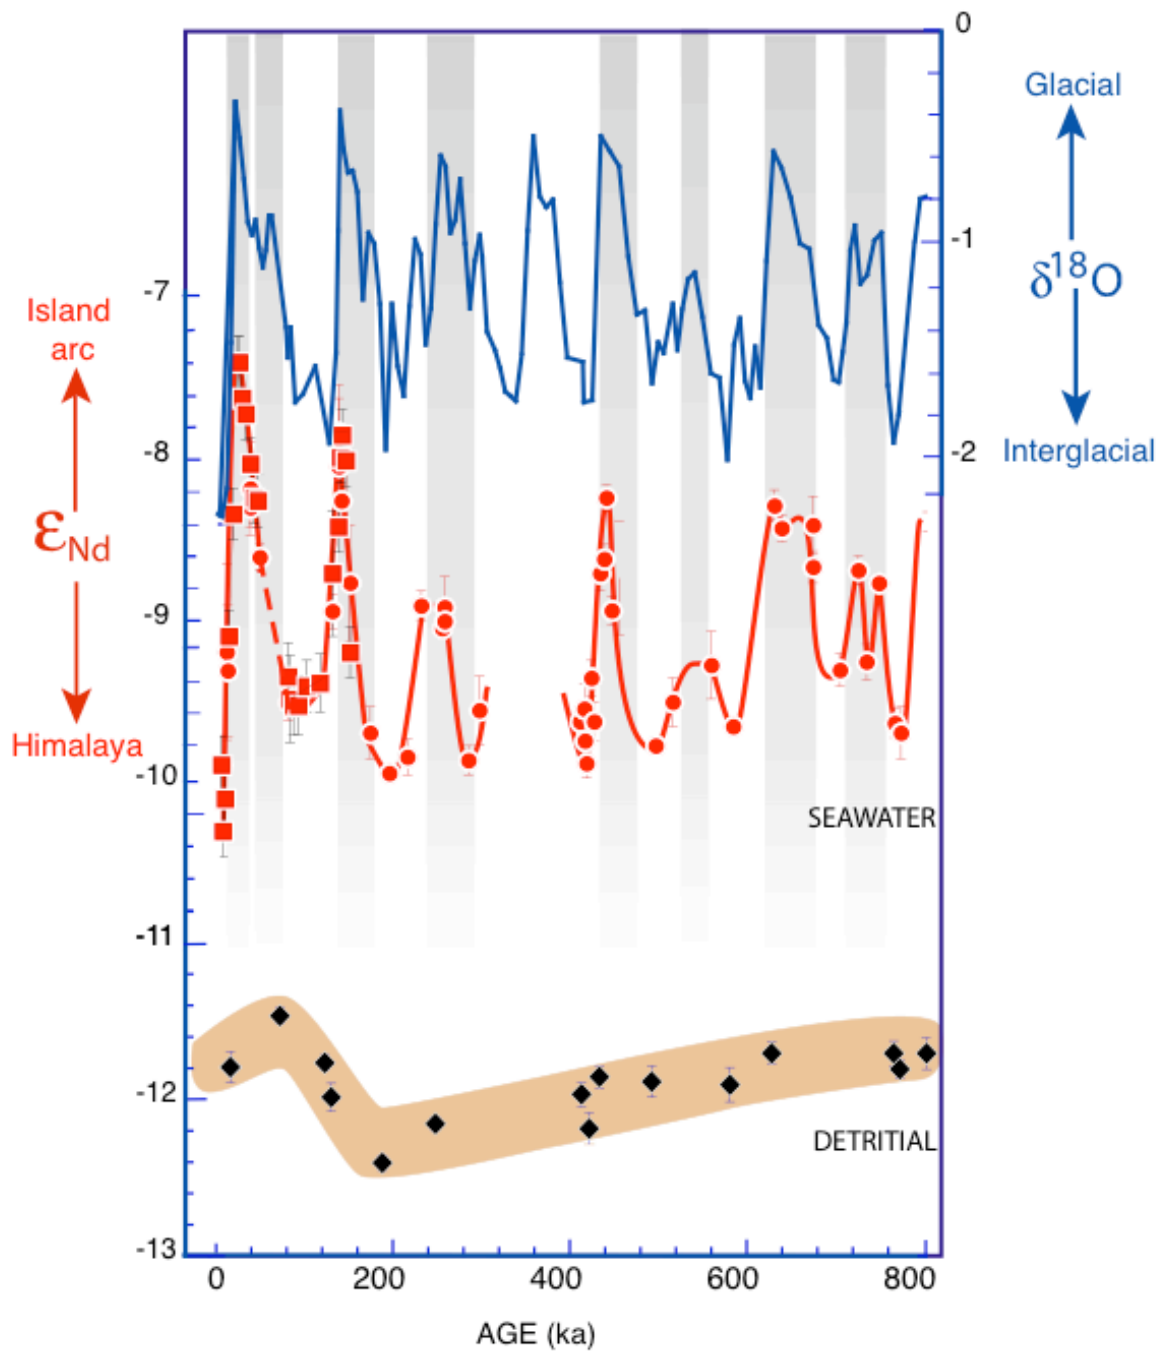 0
Glacial
-1
δ18O
-2
Interglacial
Island
arc
εNd
Himalaya
-7
-8
-9
-10
-11
-12
-13
SEAWATER
DETRITIAL
0 200 400 600 800
AGE (ka)